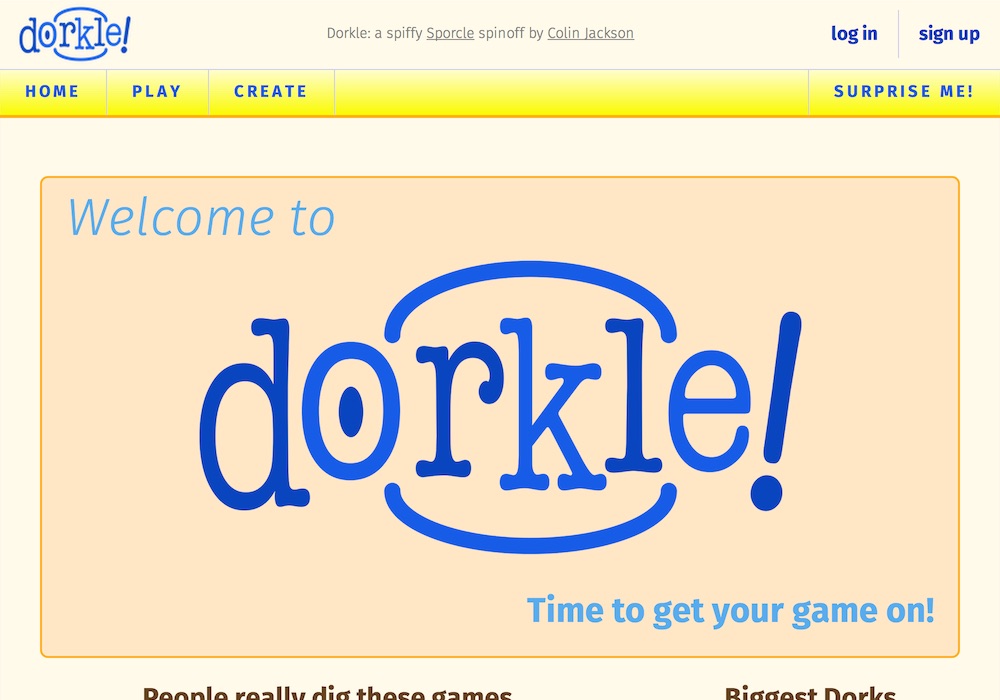 dorkle!
Dorkle: a spiffy Sporcle spinoff by Colin Jackson
log in
sign up
HOME
PLAY
CREATE
SURPRISE ME!
Welcome to
dorkle!
Time to get your game on!
People really dig these games
Biggest Dorks